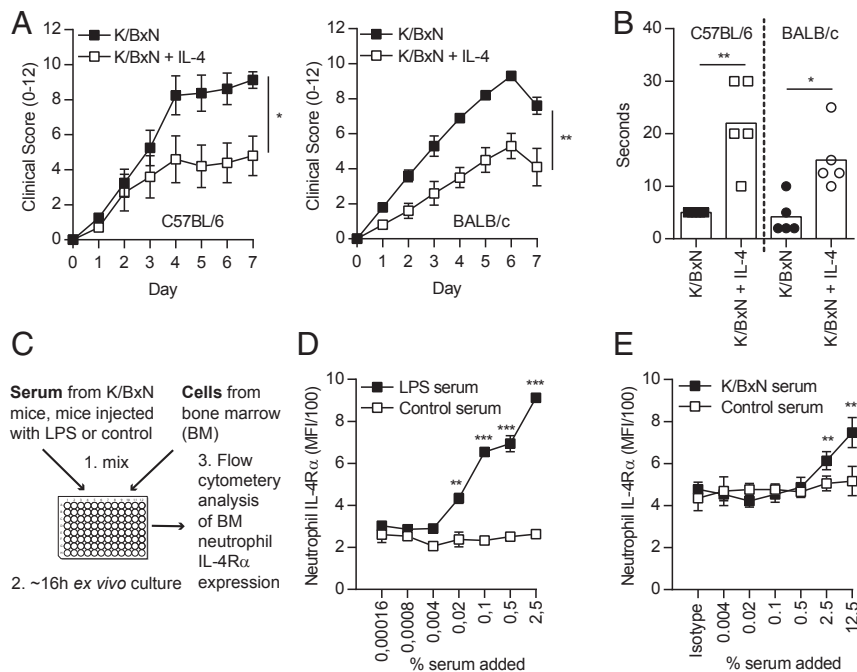 A
K/BxN
K/BxN + IL-4
Clinical Score (0-12)
12
10
8
6
4
2
0
*
C57BL/6
0 1 2 3 4 5 6 7
Day
K/BxN
K/BxN + IL-4
Clinical Score (0-12)
12
10
8
6
4
2
0
**
BALB/c
0 1 2 3 4 5 6 7
Day
B
C57BL/6 BALB/c
Seconds
40
30
20
10
0
**
*
K/BxN
K/BxN + IL-4
K/BxN
K/BxN + IL-4
C
Serum from K/BxN
mice, mice injected
with LPS or control
Cells from
bone marrow
(BM)
1. mix
2. ~16h ex vivo culture
3. Flow
cytometery
analysis
of BM
neutrophil
IL-4Rα
expression
D
LPS serum
Control serum
Neutrophil IL-4Rα (MFI/100)
10
8
6
4
2
0
**
***
***
***
0,00016
0,0008
0,004
0,02
0,1
0,5
2,5
% serum added
E
K/BxN serum
Control serum
Neutrophil IL-4Rα (MFI/100)
10
8
6
4
2
0
**
**
Isotype
0.004
0.02
0.1
0.5
2.5
12.5
% serum added